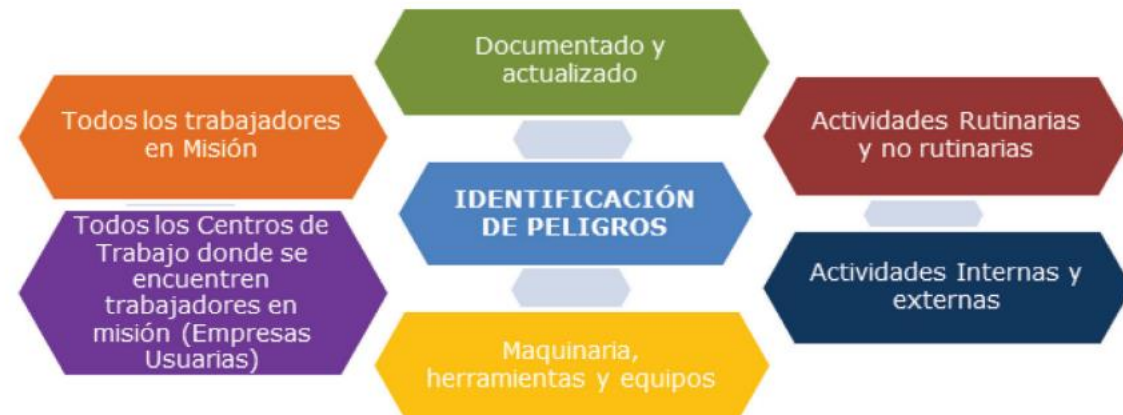 Documentado y
actualizado
Todos los trabajadores
en Misión
Actividades Rutinarias
y no rutinarias
IDENTIFICACIÓN
DE PELIGROS
Todos los Centros de
Trabajo donde se
encuentren
trabajadores en
misión (Empresas
Usuarias)
Actividades Internas y
externas
Maquinaria,
herramientas y equipos